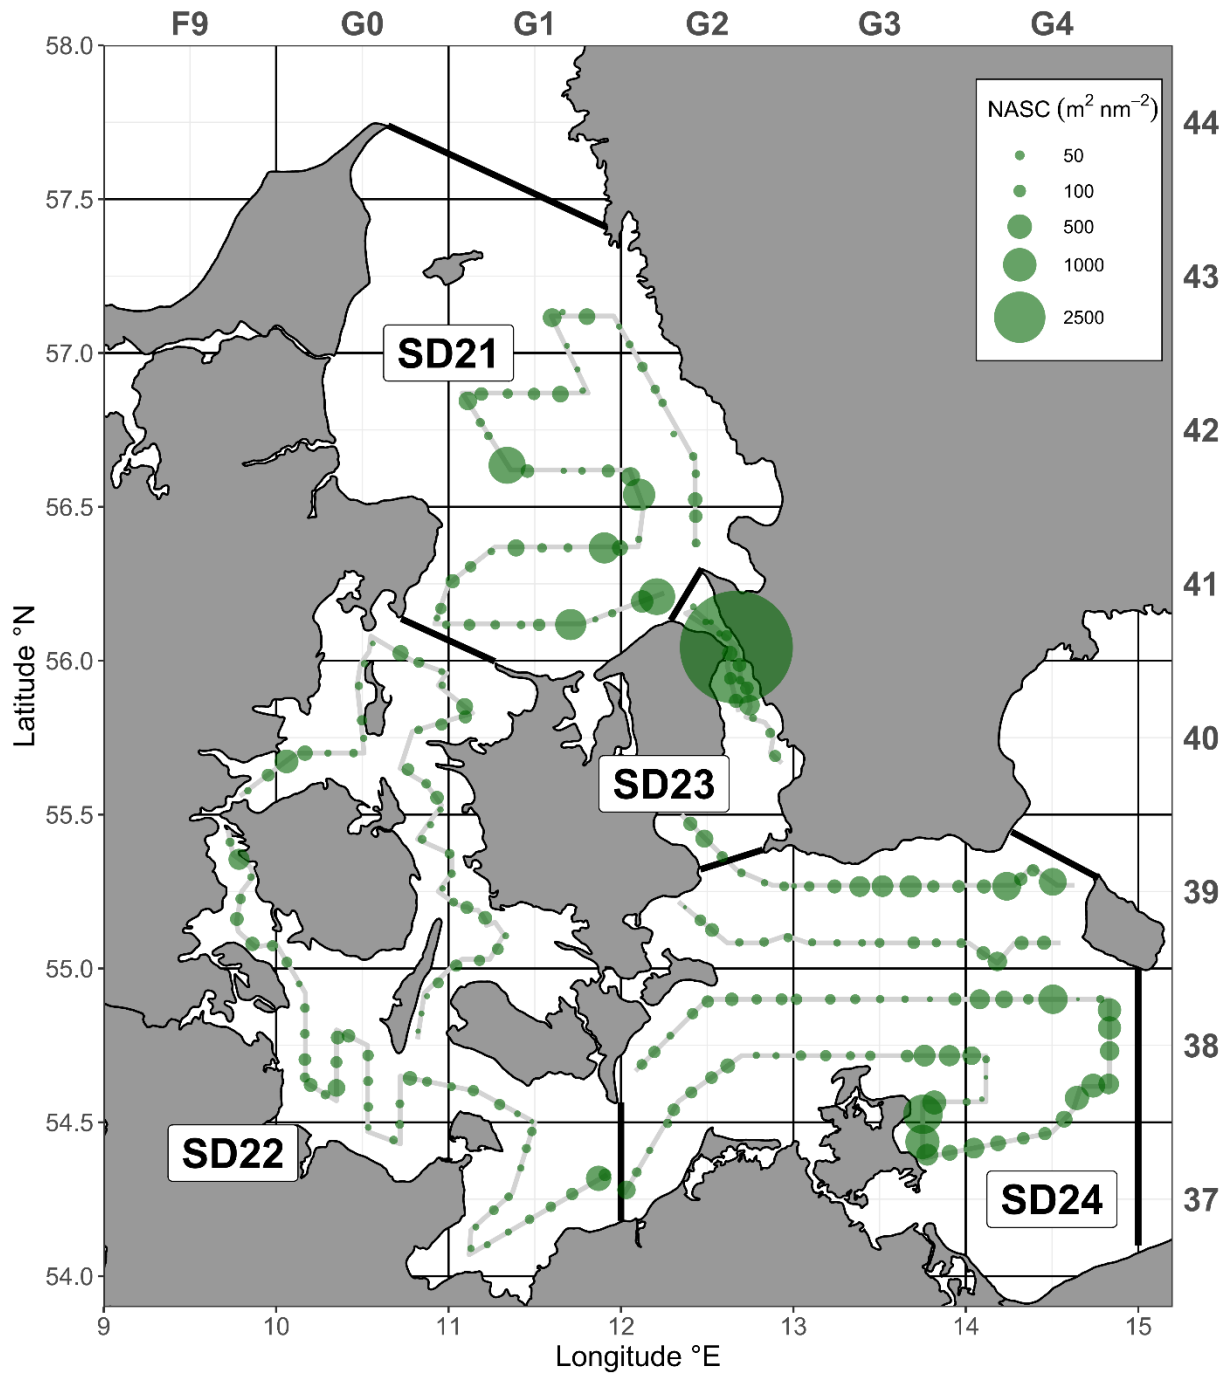 F9 G0 G1 G2 G3 G4
58.0
NASC (m² nm⁻²)
44
50
100
57.5
500
1000
43
2500
57.0
SD21
42
56.5
41
56.0
Latitude °N
40
SD23
55.5
39
55.0
38
54.5
SD22
SD24
37
54.0
9 10 11 12 13 14 15
Longitude °E